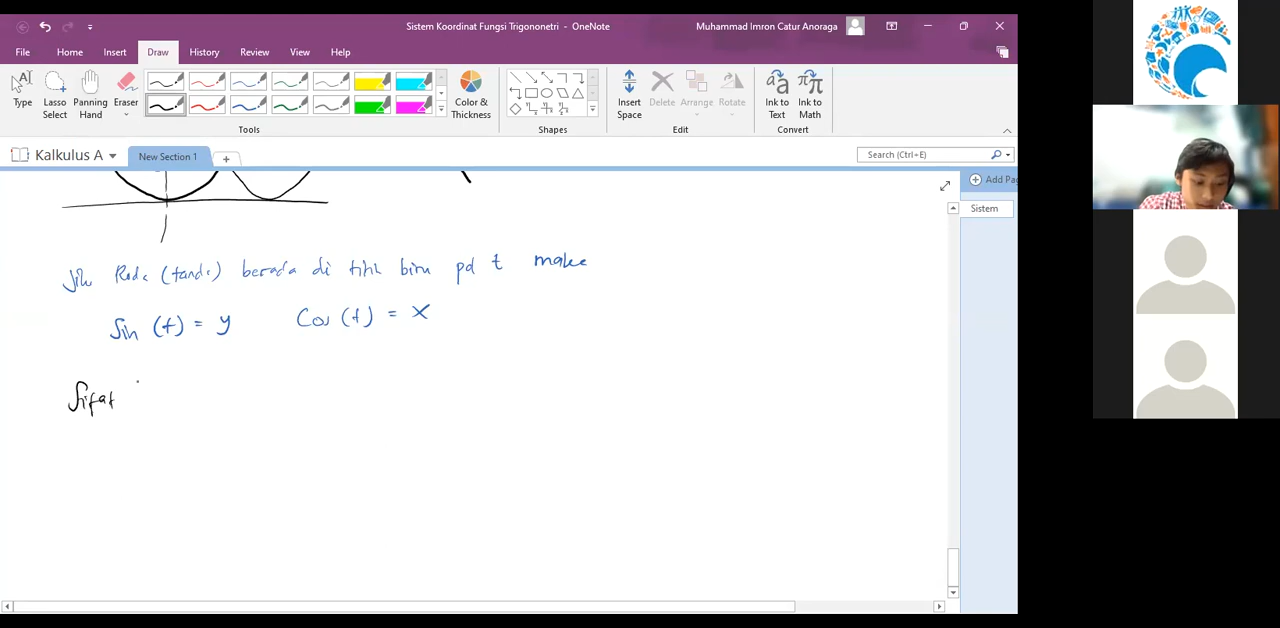 Sistem Koordinat Fungsi Trigononetri - OneNote
Muhammad Imron Catur Anoraga
File Home Insert Draw History Review View Help
Type
Lasso Select
Panning Hand
Eraser
Color & Thickness
Insert Space
Delete
Arrange
Rotate
Ink to Text
Ink to Math
Tools
Shapes
Edit
Convert
Kalkulus A
New Section 1
Search (Ctrl+E)
Add Pag
Sistem
Jika Roda (tanda) berada di titik biru pd t maka
Sin (t) = y Cos (t) = x
Sifat